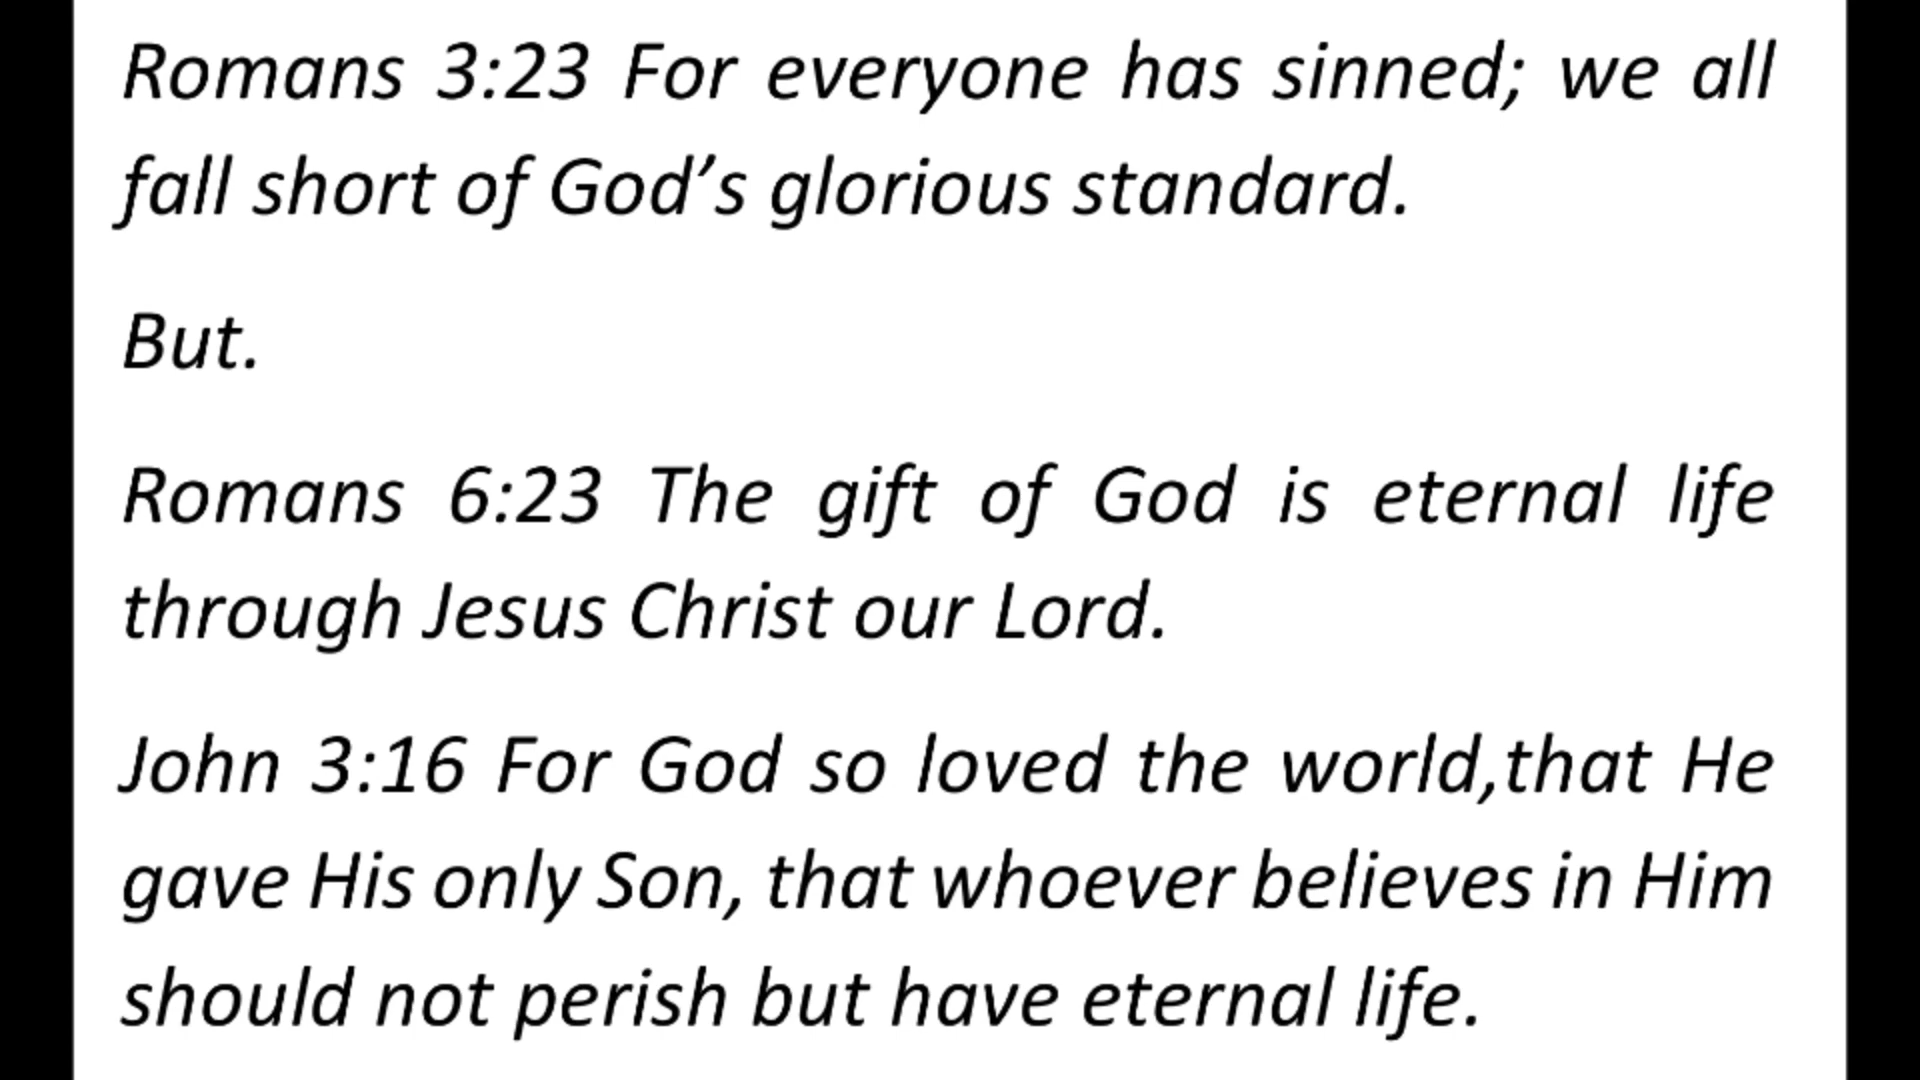 Romans 3:23 For everyone has sinned; we all
fall short of God’s glorious standard.
But.
Romans 6:23 The gift of God is eternal life
through Jesus Christ our Lord.
John 3:16 For God so loved the world,that He
gave His only Son, that whoever believes in Him
should not perish but have eternal life.